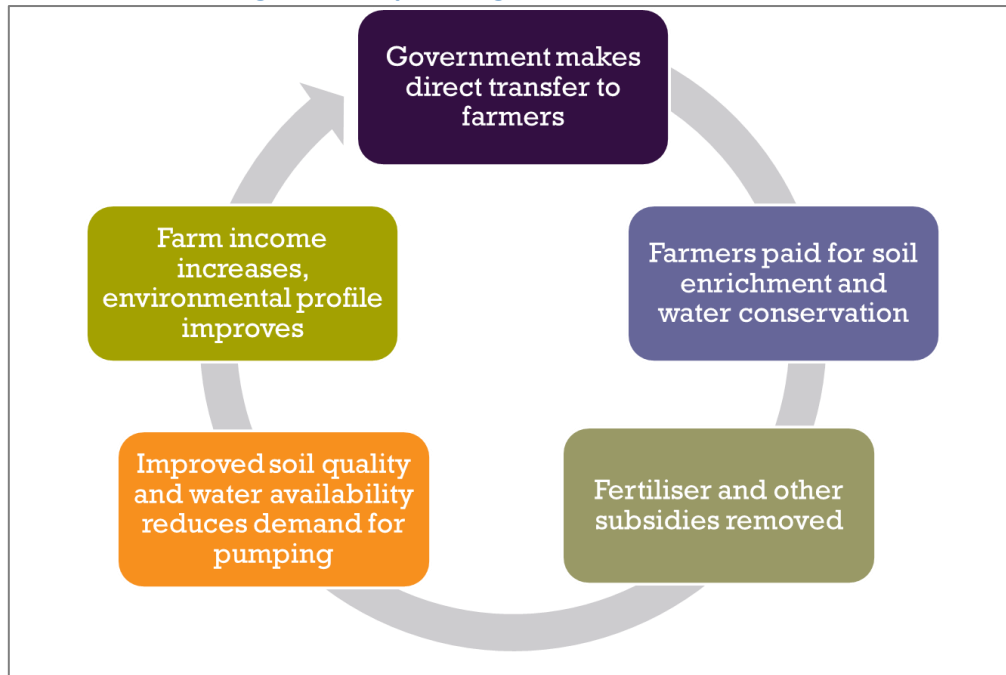 Government makes
direct transfer to
farmers
Farmers paid for soil
enrichment and
water conservation
Fertiliser and other
subsidies removed
Improved soil quality
and water availability
reduces demand for
pumping
Farm income
increases,
environmental profile
improves